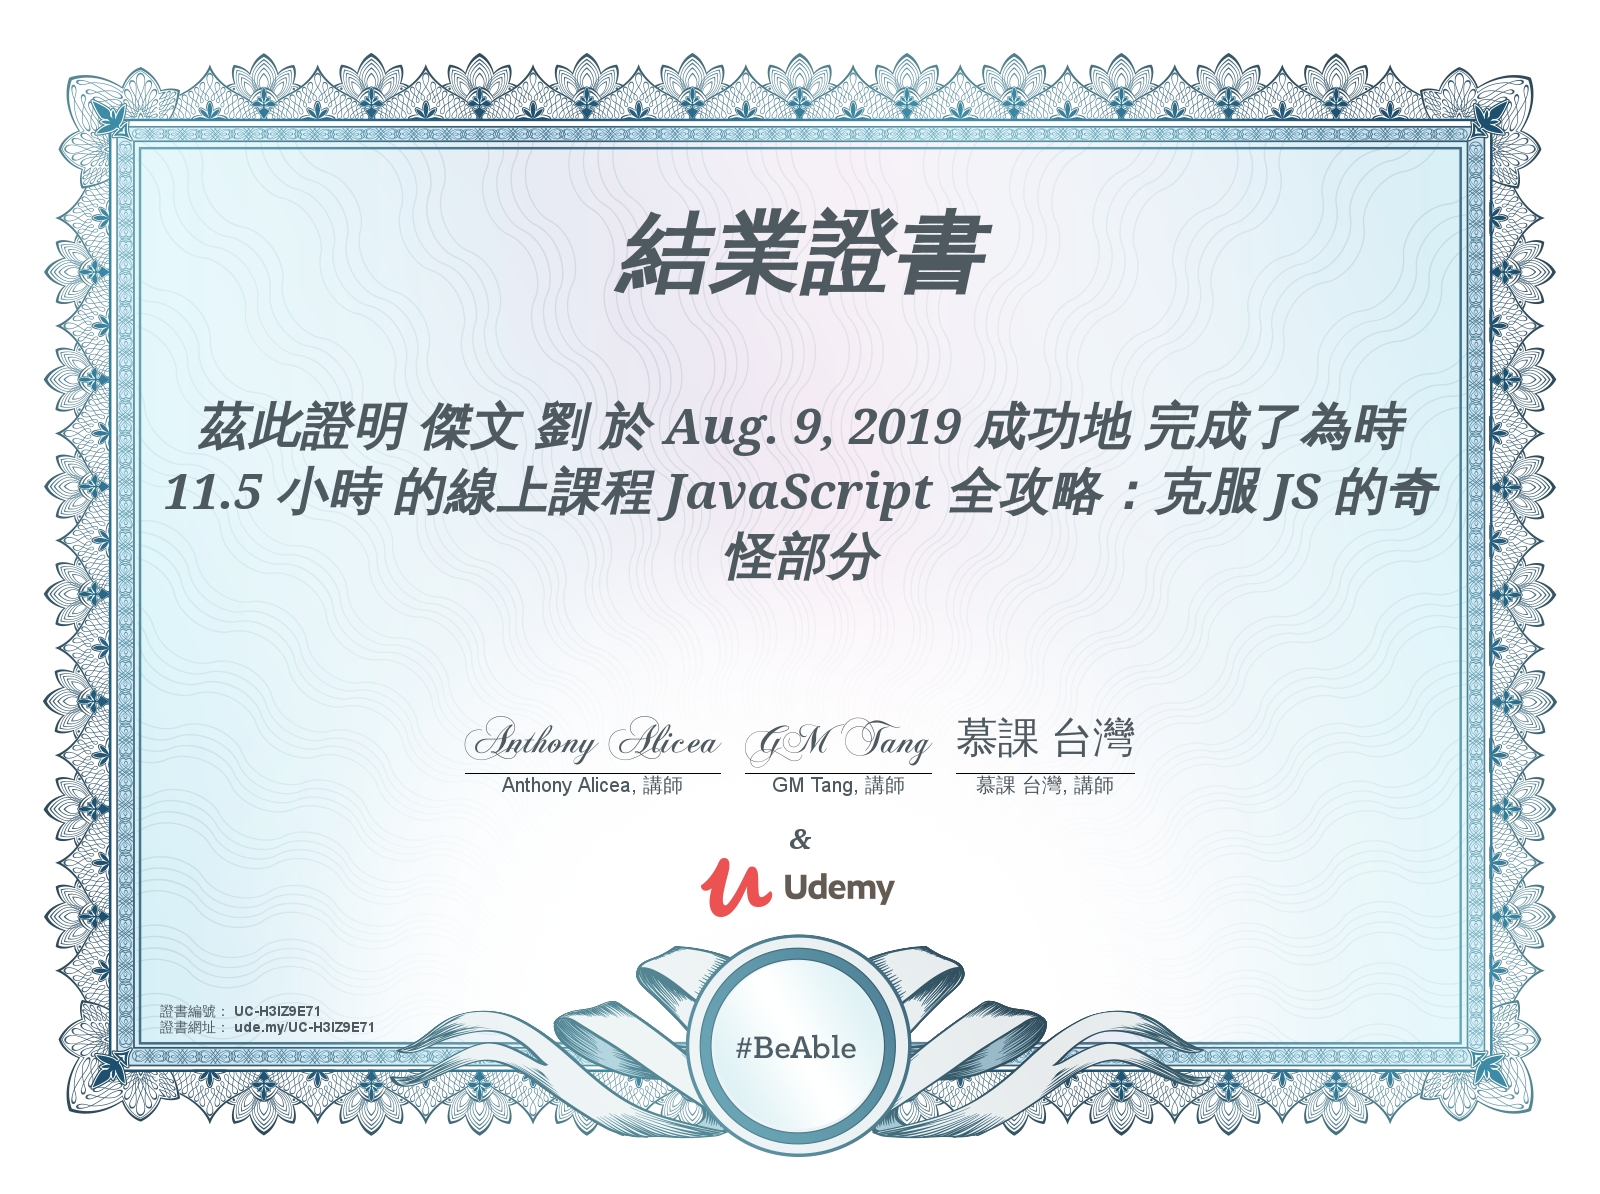 結業證書
茲此證明 傑文 劉 於 Aug. 9, 2019 成功地 完成了為時
11.5 小時 的線上課程 JavaScript 全攻略：克服 JS 的奇
怪部分
Anthony Alicea GM Tang 慕課 台灣
Anthony Alicea, 講師 GM Tang, 講師 慕課 台灣, 講師
&
Udemy
#BeAble
證書編號： UC-H3IZ9E71
證書網址： ude.my/UC-H3IZ9E71